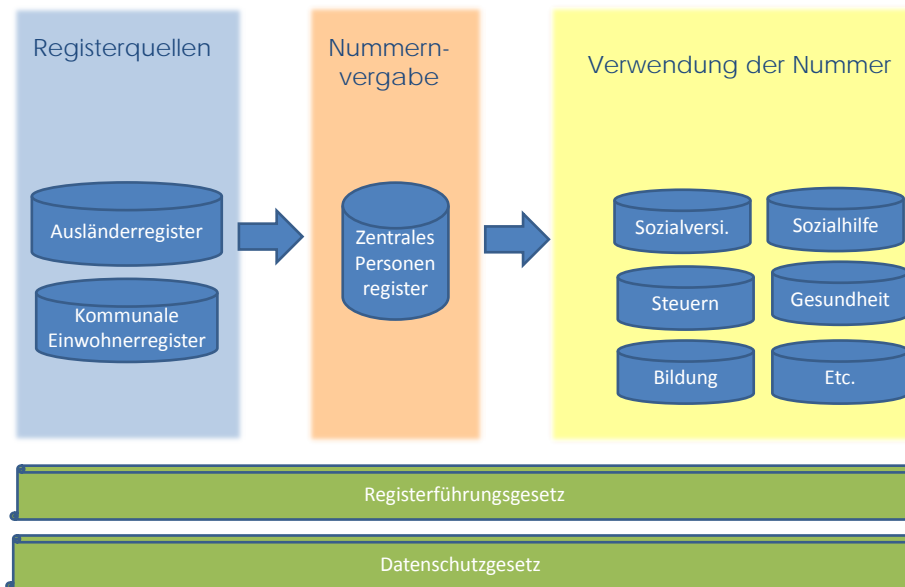 Registerquellen
Ausländerregister
Kommunale
Einwohnerregister
Nummern-
vergabe
Zentrales
Personen
register
Verwendung der Nummer
Sozialversi.
Sozialhilfe
Steuern
Gesundheit
Bildung
Etc.
Registerführungsgesetz
Datenschutzgesetz